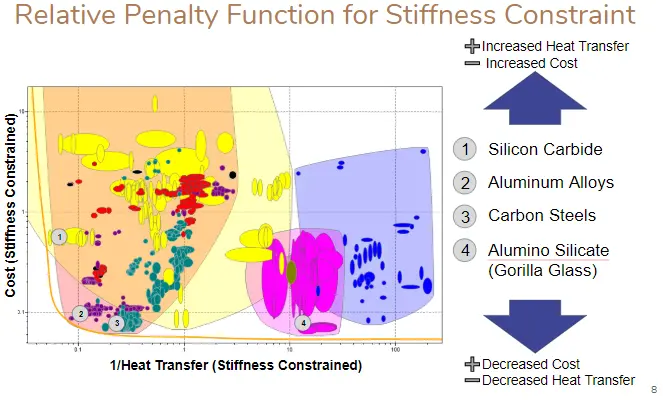 Relative Penalty Function for Stiffness Constraint
Increased Heat Transfer
Increased Cost
1 Silicon Carbide
2 Aluminum Alloys
3 Carbon Steels
4 Alumino Silicate
(Gorilla Glass)
Decreased Cost
Decreased Heat Transfer
Cost (Stiffness Constrained)
10
1
0.1
1
2
3
4
0.1
1
10
100
1/Heat Transfer (Stiffness Constrained)
8